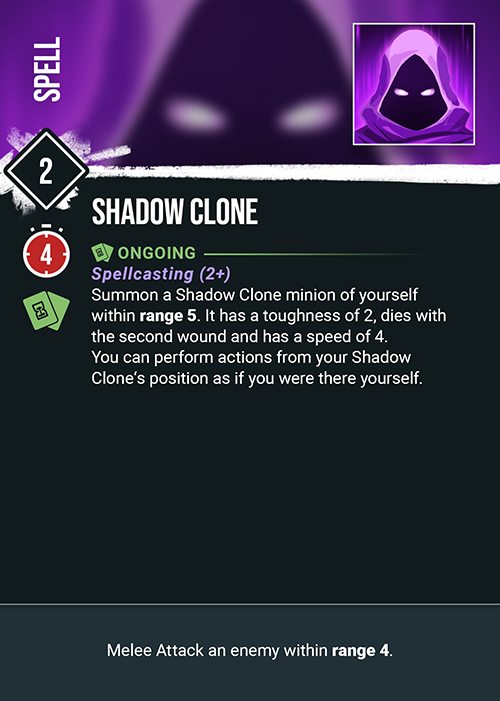 SPELL
2
SHADOW CLONE
4
ONGOING
Spellcasting (2+)
Summon a Shadow Clone minion of yourself
within range 5. It has a toughness of 2, dies with
the second wound and has a speed of 4.
You can perform actions from your Shadow
Clone‘s position as if you were there yourself.
Melee Attack an enemy within range 4.